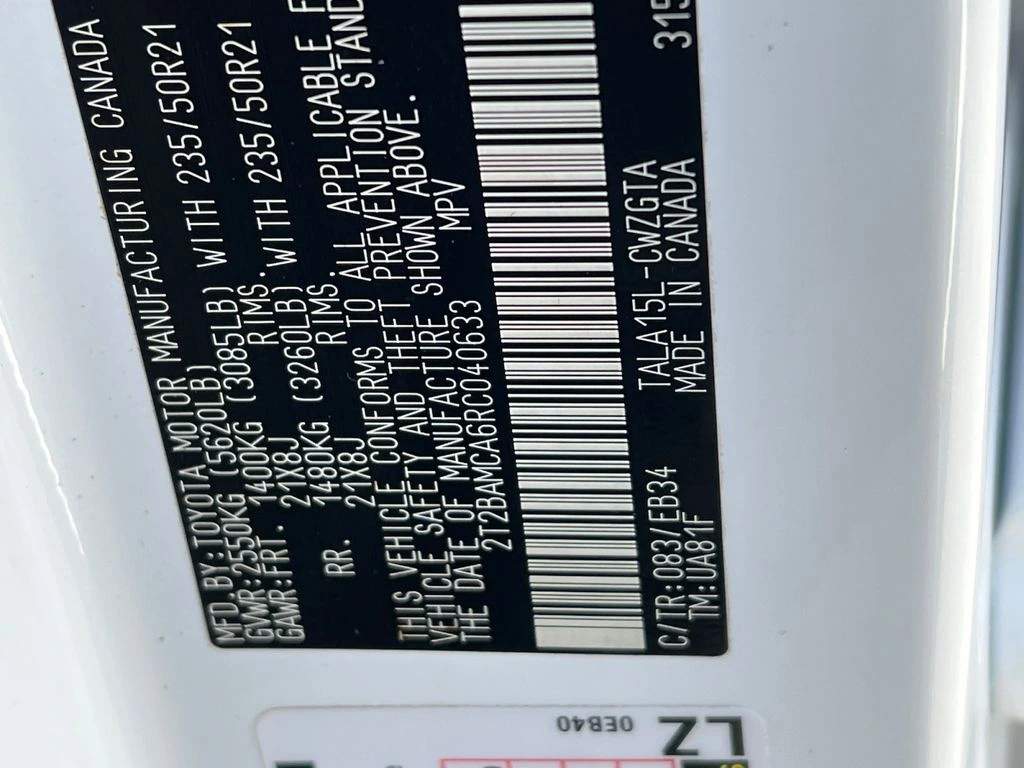 MFD.BY:TOYOTA MOTOR MANUFACTURING CANADA
GVWR:2550KG (5620LB)
GAWR:FRT. 1400KG (3085LB) WITH 235/50R21
21X8J RIMS.
RR. 1480KG (3260LB) WITH 235/50R21
21X8J RIMS.
THIS VEHICLE CONFORMS TO ALL APPLICABLE F
VEHICLE SAFETY AND THEFT PREVENTION STAND
THE DATE OF MANUFACTURE SHOWN ABOVE.
2T2BAMCA6RC040633 MPV
C/TR:083/EB34 TALA15L-CWZGTA 315
TM:UA81F MADE IN CANADA
LZ
0EB40